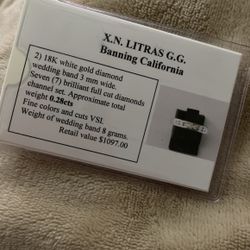 X.N. LITRAS G.G.
Banning California
2) 18K white gold diamond
wedding band 3 mm wide.
Seven (7) brilliant full cut diamonds
channel set. Approximate total
weight 0.28cts
Fine colors and cuts VSI.
Weight of wedding band 8 grams
Retail value $1097.00